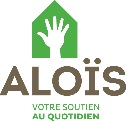 ALOÏS
VOTRE SOUTIEN
AU QUOTIDIEN